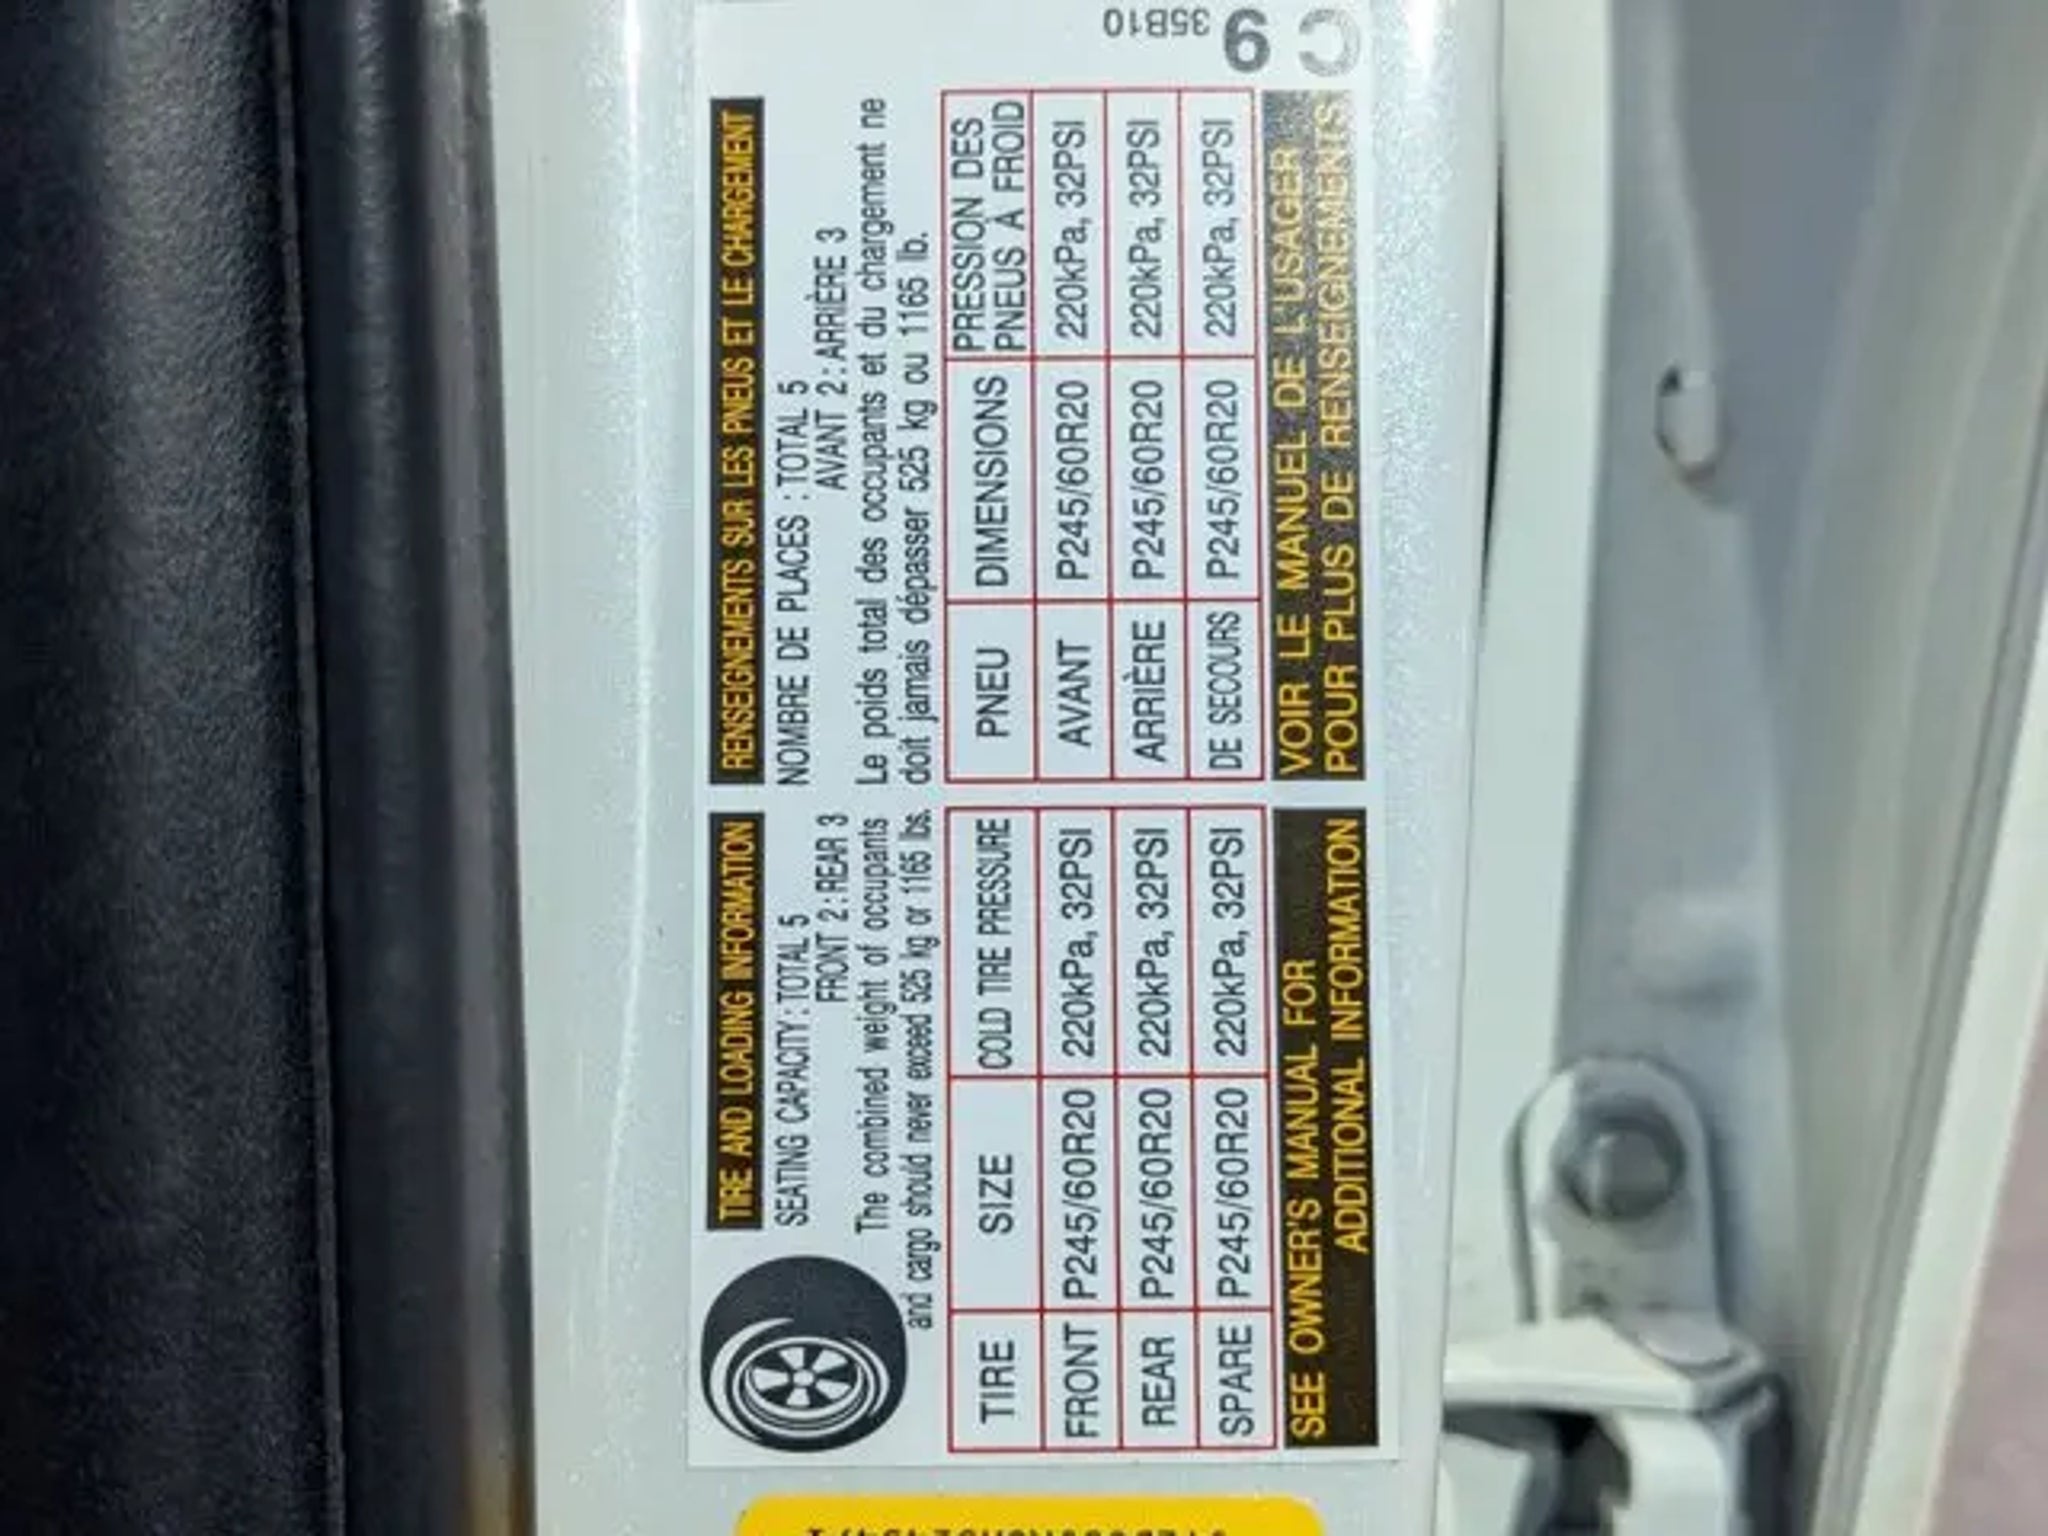 TIRE AND LOADING INFORMATION
SEATING CAPACITY : TOTAL 5
FRONT 2 : REAR 3
The combined weight of occupants
and cargo should never exceed 525 kg or 1165 lbs.
TIRE SIZE COLD TIRE PRESSURE
FRONT P245/60R20 220kPa, 32PSI
REAR P245/60R20 220kPa, 32PSI
SPARE P245/60R20 220kPa, 32PSI
SEE OWNER'S MANUAL FOR
ADDITIONAL INFORMATION
RENSEIGNEMENTS SUR LES PNEUS ET LE CHARGEMENT
NOMBRE DE PLACES : TOTAL 5
AVANT 2 : ARRIÈRE 3
Le poids total des occupants et du chargement ne
doit jamais dépasser 525 kg ou 1165 lb.
PNEU DIMENSIONS PRESSION DES
PNEUS À FROID
AVANT P245/60R20 220kPa, 32PSI
ARRIÈRE P245/60R20 220kPa, 32PSI
DE SECOURS P245/60R20 220kPa, 32PSI
VOIR LE MANUEL DE L'USAGER
POUR PLUS DE RENSEIGNEMENTS
35B10
C 9